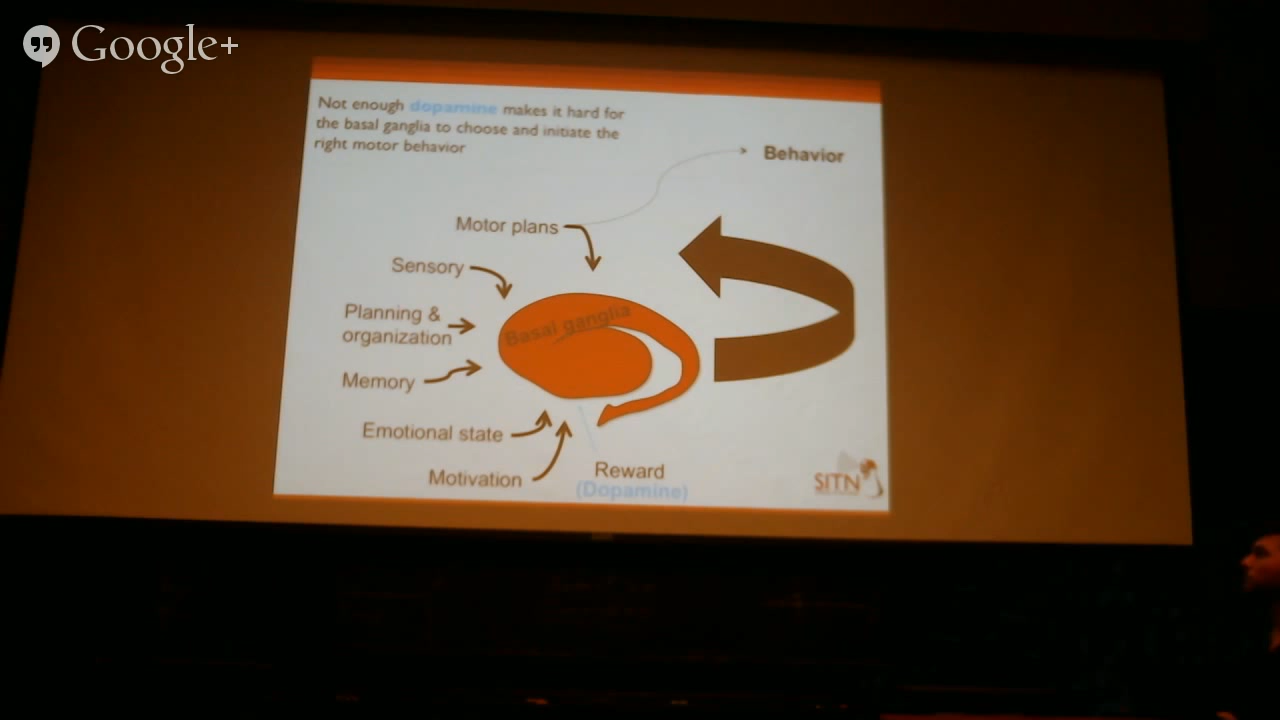 Google+
Not enough dopamine makes it hard for
the basal ganglia to choose and initiate the
right motor behavior
Behavior
Motor plans
Sensory
Basal ganglia
Planning &
organization
Memory
Emotional state
Motivation
Reward
(Dopamine)
SITN